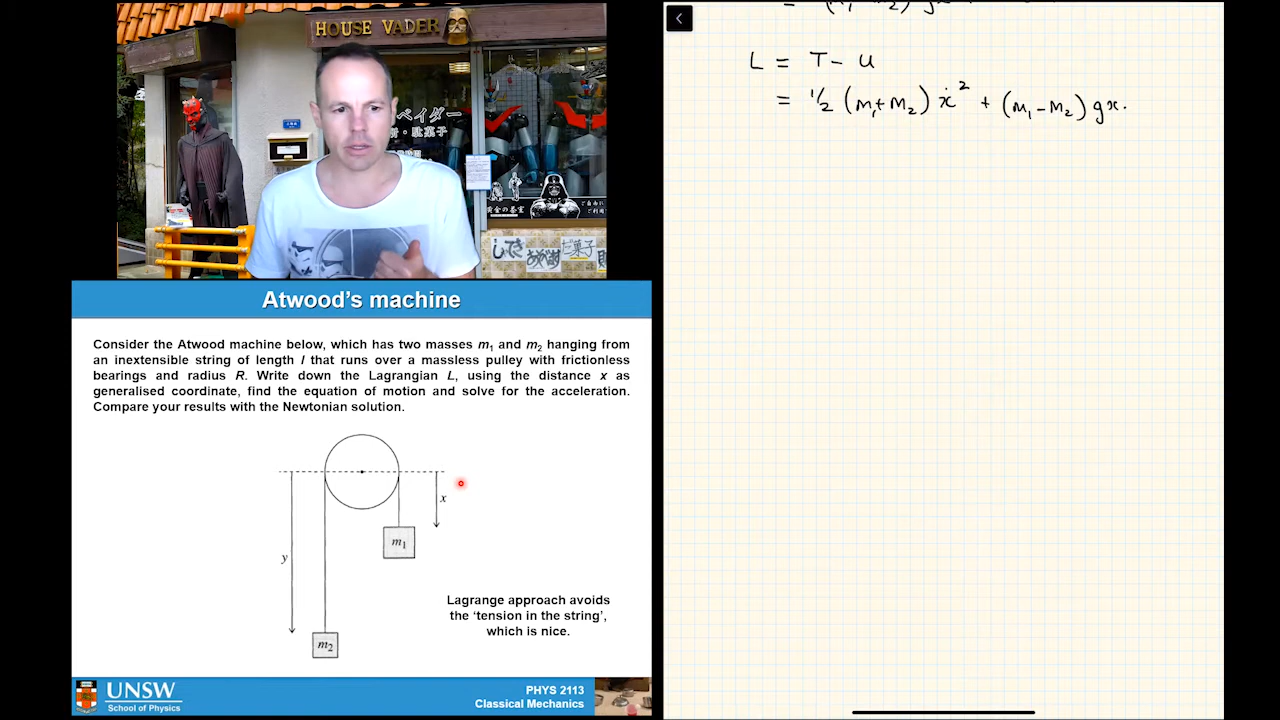 HOUSE VADER
ベイダー
Atwood's machine
Consider the Atwood machine below, which has two masses m₁ and m₂ hanging from
an inextensible string of length l that runs over a massless pulley with frictionless
bearings and radius R. Write down the Lagrangian L, using the distance x as
generalised coordinate, find the equation of motion and solve for the acceleration.
Compare your results with the Newtonian solution.
x
m₁
y
m₂
Lagrange approach avoids
the 'tension in the string',
which is nice.
UNSW
School of Physics
PHYS 2113
Classical Mechanics
L = T - U
= 1/2 (m₁+m₂) ẋ² + (m₁-m₂) gx.